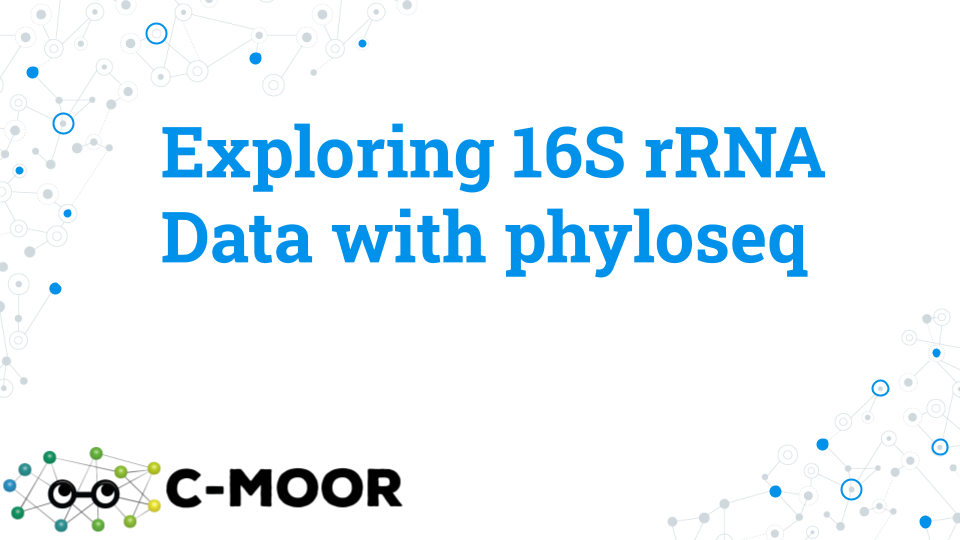 Exploring 16S rRNA
Data with phyloseq
C-MOOR